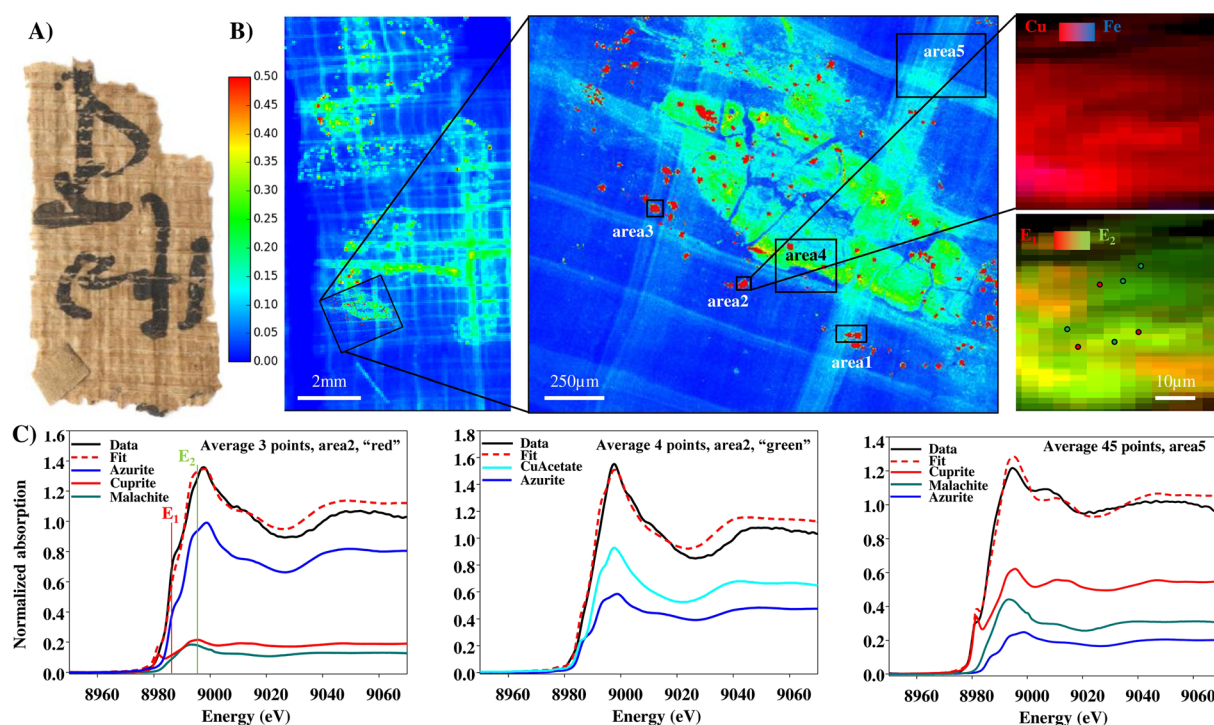 A)
B)
0.50
0.45
0.40
0.35
0.30
0.25
0.20
0.15
0.10
0.05
0.00
2mm
area5
area3
area4
area2
area1
250µm
Cu Fe
E1 E2
10µm
C)
Normalized absorption
1.4
1.2
1.0
0.8
0.6
0.4
0.2
0.0
Data
Fit
Azurite
Cuprite
Malachite
Average 3 points, area2, “red”
E2
E1
8960 8980 9000 9020 9040 9060
Energy (eV)
1.8
1.6
1.4
1.2
1.0
0.8
0.6
0.4
0.2
0.0
Data
Fit
CuAcetate
Azurite
Average 4 points, area2, “green”
8960 8980 9000 9020 9040 9060
Energy (eV)
1.4
1.2
1.0
0.8
0.6
0.4
0.2
0.0
Data
Fit
Cuprite
Malachite
Azurite
Average 45 points, area5
8960 8980 9000 9020 9040 9060
Energy (eV)